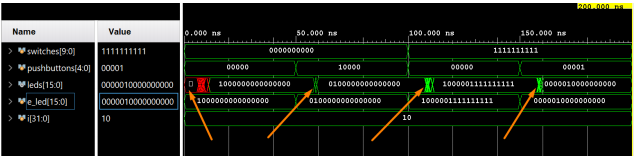 200.000 ns
Name Value
0.000 ns 50.000 ns 100.000 ns 150.000 ns
switches[9:0] 1111111111 0000000000 1111111111
pushbuttons[4:0] 00001 00000 10000 00000 00001
leds[15:0] 0000010000000000 1000000000000000 0100000000000000 1000001111111111 0000010000000000
e_led[15:0] 0000010000000000 1000000000000000 0100000000000000 1000001111111111 0000010000000000
i[31:0] 10 10